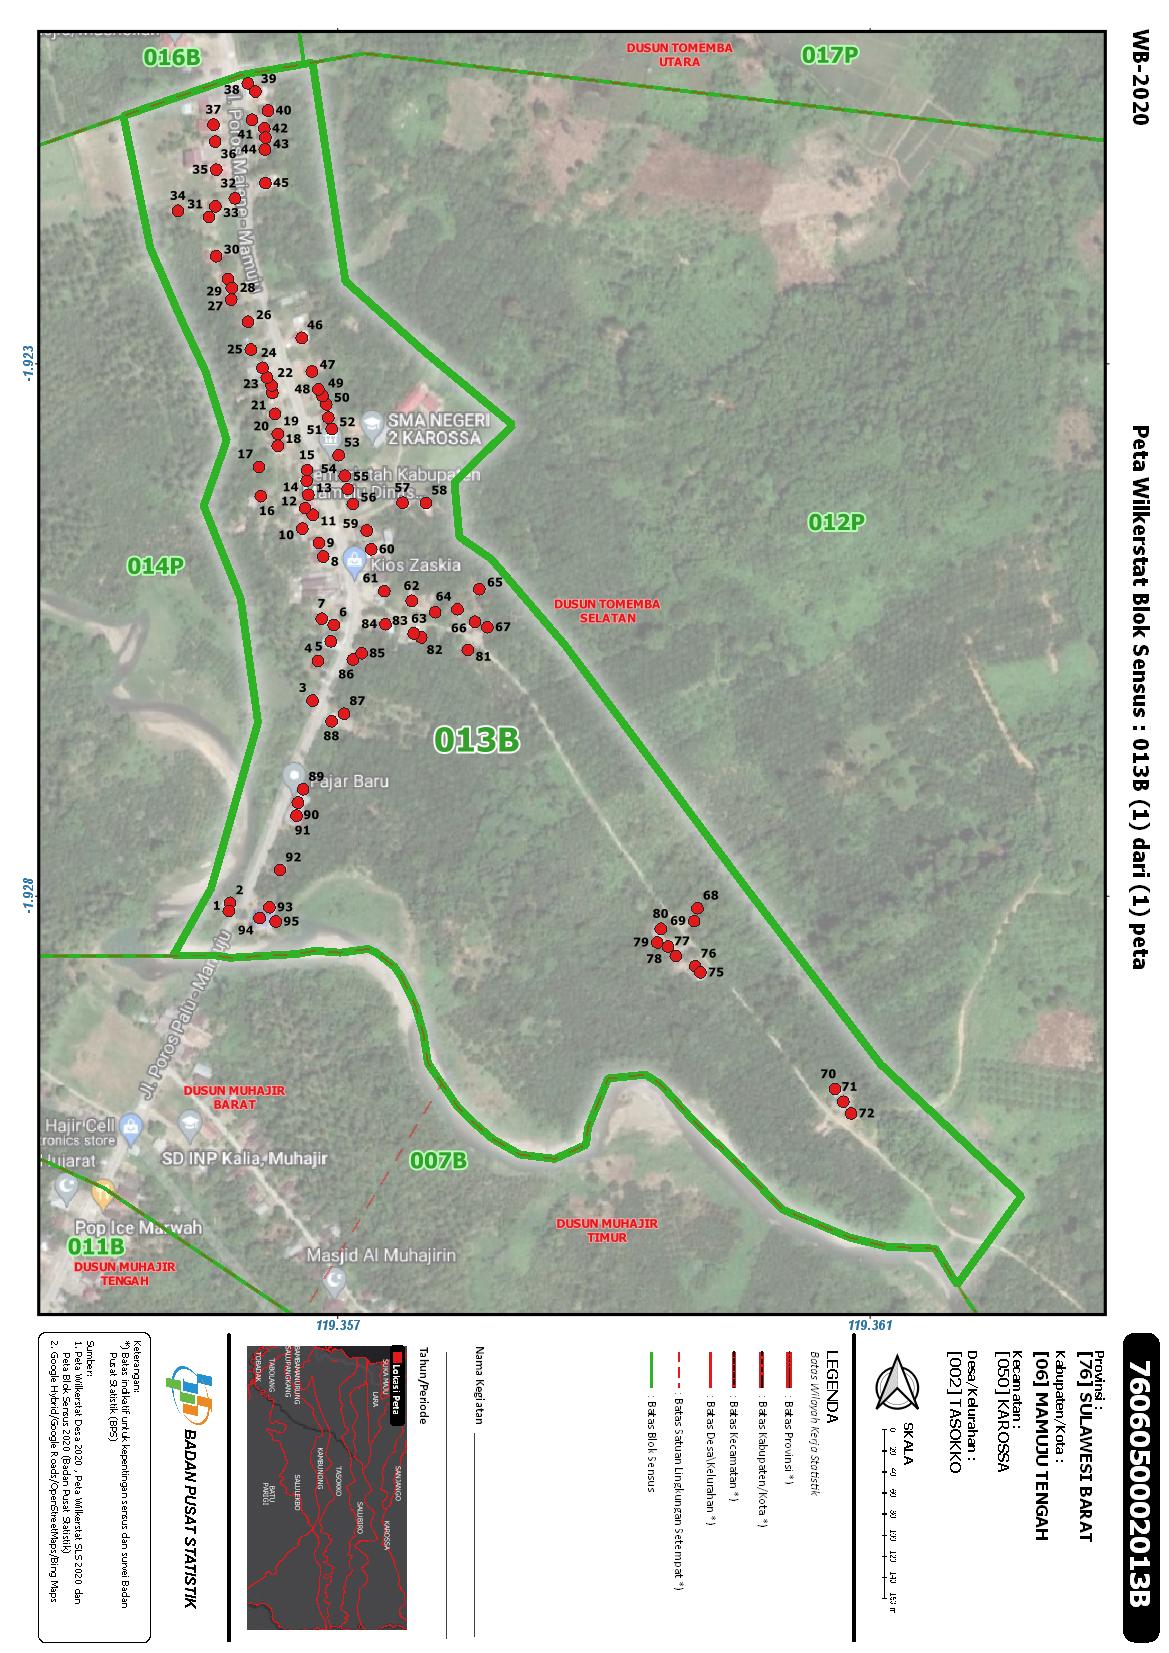 WB-2020
Peta Wilkerstat Blok Sensus : 013B (1) dari (1) peta
016B
DUSUN TOMEMBA
UTARA
017P
38
39
37
40
41
42
43
44
36
35
32
45
34
31
33
30
28
29
27
26
46
25
24
47
22
23
48
49
50
21
19
20
18
51
52
53
17
15
54
55
14
13
12
56
57
58
16
11
59
10
9
60
8
61
62
64
65
7
6
84
83
63
66
67
82
4
5
85
86
81
3
87
88
89
90
91
92
2
1
93
94
95
68
69
80
79
77
78
76
75
70
71
72
Jl. Poros Majene - Mamuju
SMA NEGERI
2 KAROSSA
Kios Zaskia
Fajar Baru
-1.923
-1.928
014P
012P
DUSUN TOMEMBA
SELATAN
013B
Jl. Poros Palu - Mamuju
DUSUN MUHAJIR
BARAT
Hajir Cell
SD INP Kalia, Muhajir
007B
Pop Ice Marwah
011B
DUSUN MUHAJIR
TENGAH
DUSUN MUHAJIR
TIMUR
Masjid Al Muhajirin
119.357
119.361
7606050002013B
Provinsi :
[76] SULAWESI BARAT
Kabupaten/Kota :
[06] MAMUJU TENGAH
Kecamatan :
[050] KAROSSA
Desa/Kelurahan :
[002] TASOKKO
SKALA
LEGENDA
Batas Wilayah Kerja Statistik
: Batas Provinsi *)
: Batas Kabupaten/Kota *)
: Batas Kecamatan *)
: Batas Desa\Kelurahan *)
: Batas Satuan Lingkungan Setempat *)
: Batas Blok Sensus
Nama Kegiatan
Tahun/Periode
Lokasi Peta
SUKA MAJU
LARA
SANJANGO
KAROSSA
SALUBIRO
TASOKKO
KAMBUNONG
SALULEKBO
BATU
PARIGI
TABOLANG
TOBADAK
BADAN PUSAT STATISTIK
Keterangan:
*) Batas indikatif untuk kepentingan sensus dan survei Badan
Pusat Statistik (BPS)
Sumber:
1. Peta Wilkerstat Desa 2020 , Peta Wilkerstat SLS 2020 dan
Peta Blok Sensus 2020 (Badan Pusat Statistik)
2. Google Hybrid/Google Roads/OpenStreetMaps/Bing Maps